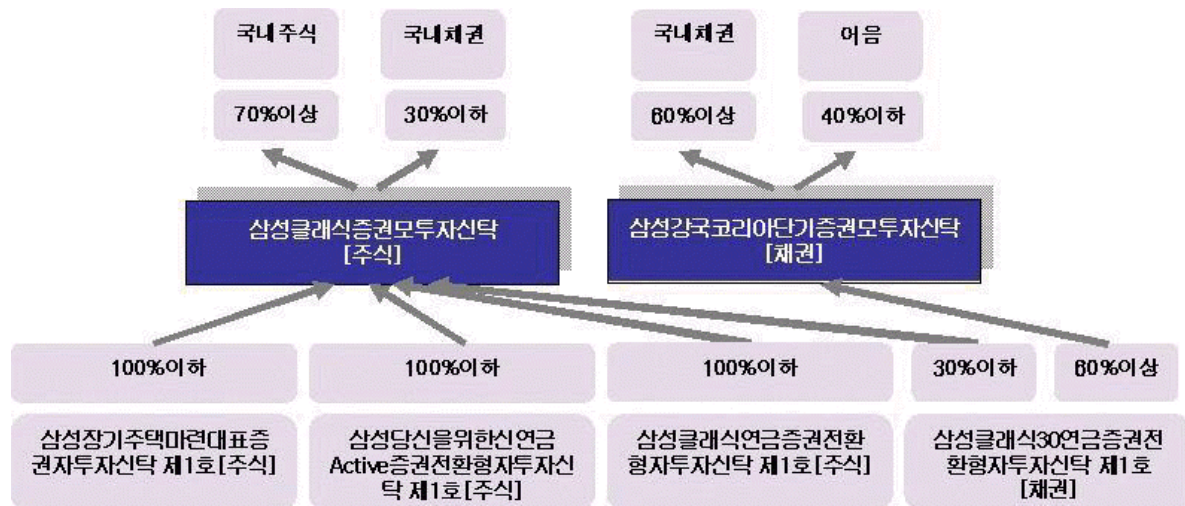 국내주식
국내채권
국내채권
어음
70%이상
30%이하
60%이상
40%이하
삼성클래식증권모투자신탁
[주식]
삼성강국코리아단기증권모투자신탁
[채권]
100%이하
100%이하
100%이하
30%이하
60%이상
삼성장기주택마련대표증
권자투자신탁 제1호[주식]
삼성당신을위한신연금
Active증권전환형자투자신
탁 제1호[주식]
삼성클래식연금증권전환
형자투자신탁 제1호[주식]
삼성클래식30연금증권전
환형자투자신탁 제1호
[채권]